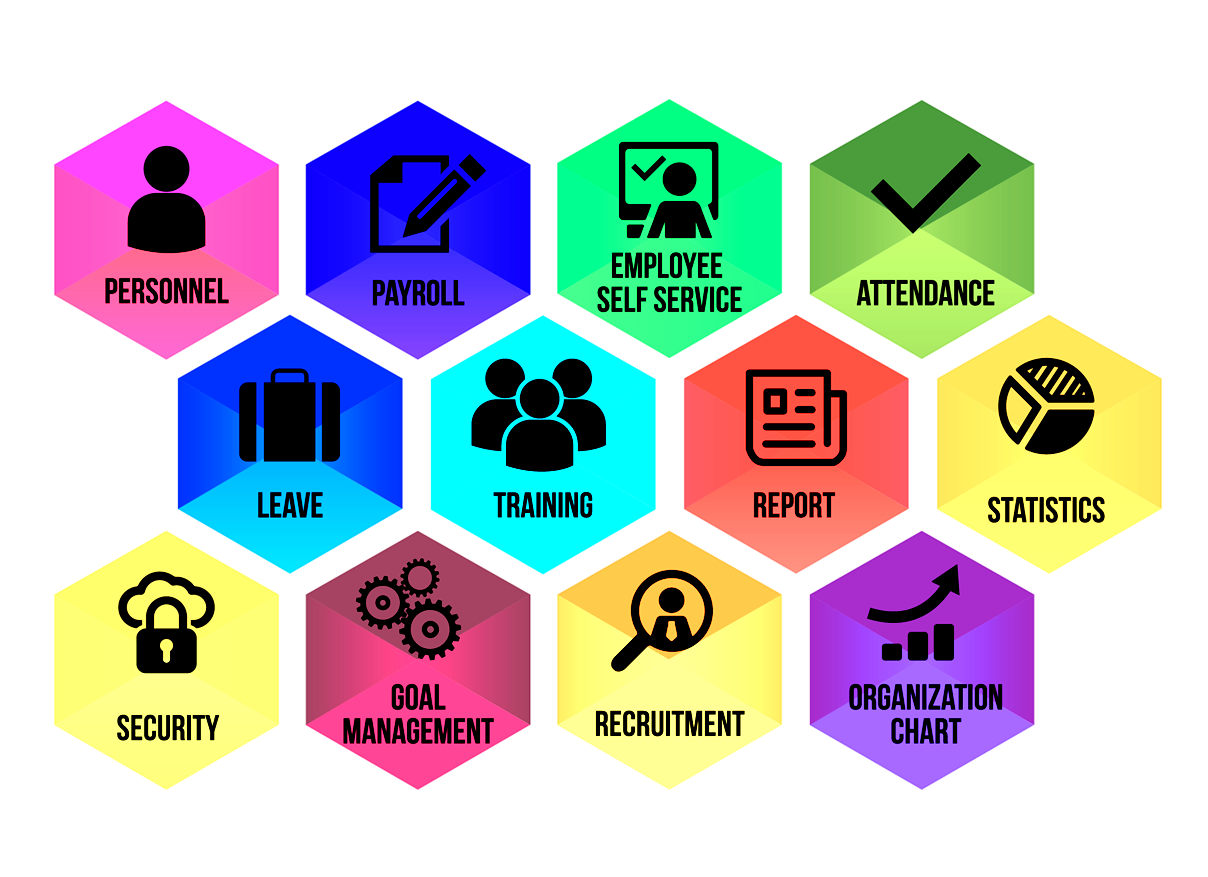 PERSONNEL
PAYROLL
EMPLOYEE
SELF SERVICE
ATTENDANCE
LEAVE
TRAINING
REPORT
STATISTICS
SECURITY
GOAL
MANAGEMENT
RECRUITMENT
ORGANIZATION
CHART